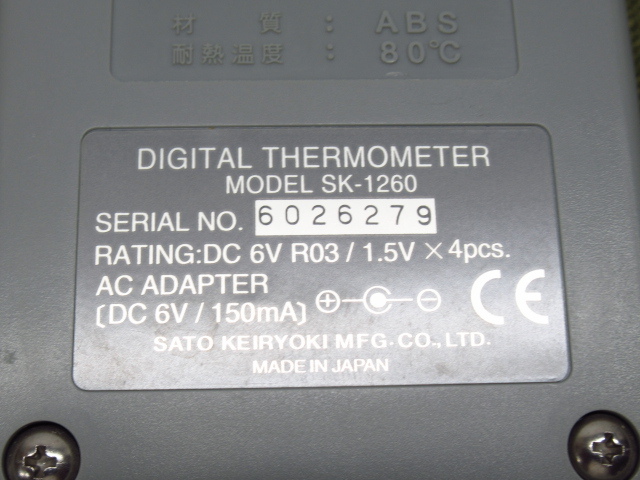 材 質 : ABS
耐熱温度 : 80℃
DIGITAL THERMOMETER
MODEL SK-1260
SERIAL NO. 6026279
RATING:DC 6V R03 / 1.5V × 4pcs.
AC ADAPTER
[DC 6V / 150mA]
CE
SATO KEIRYOKI MFG. CO., LTD.
MADE IN JAPAN